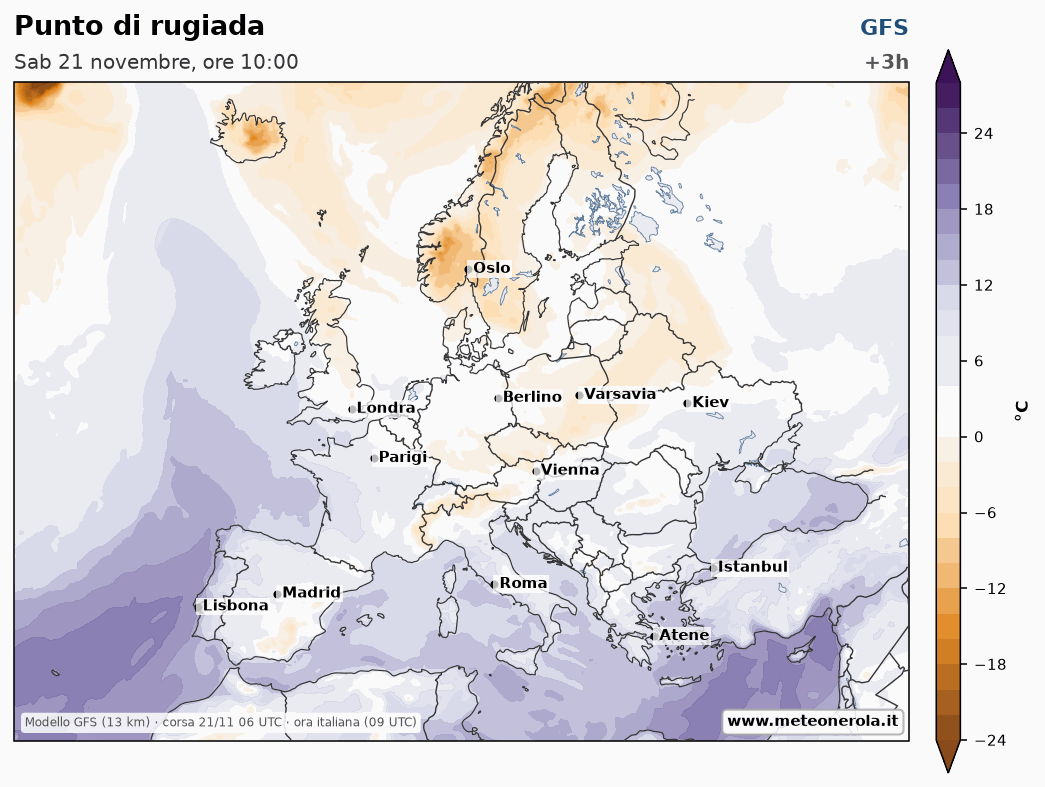 Punto di rugiada
GFS
Sab 21 novembre, ore 10:00
+3h
Oslo
Londra
Berlino
Varsavia
Kiev
Parigi
Vienna
Istanbul
Roma
Madrid
Lisbona
Atene
Modello GFS (13 km) · corsa 21/11 06 UTC · ora italiana (09 UTC)
www.meteonerola.it
24
18
12
6
0
−6
−12
−18
−24
°C